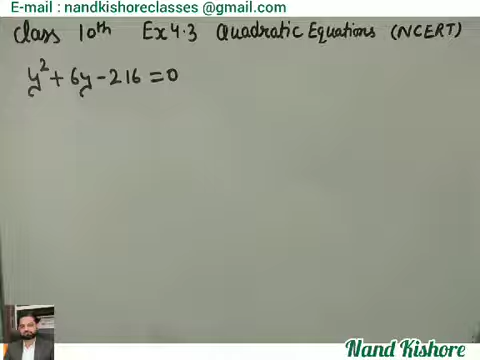 E-mail : nandkishoreclasses @gmail.com
Class 10th Ex 4.3 Quadratic Equations (NCERT)
y² + 6y - 216 = 0
Nand Kishore